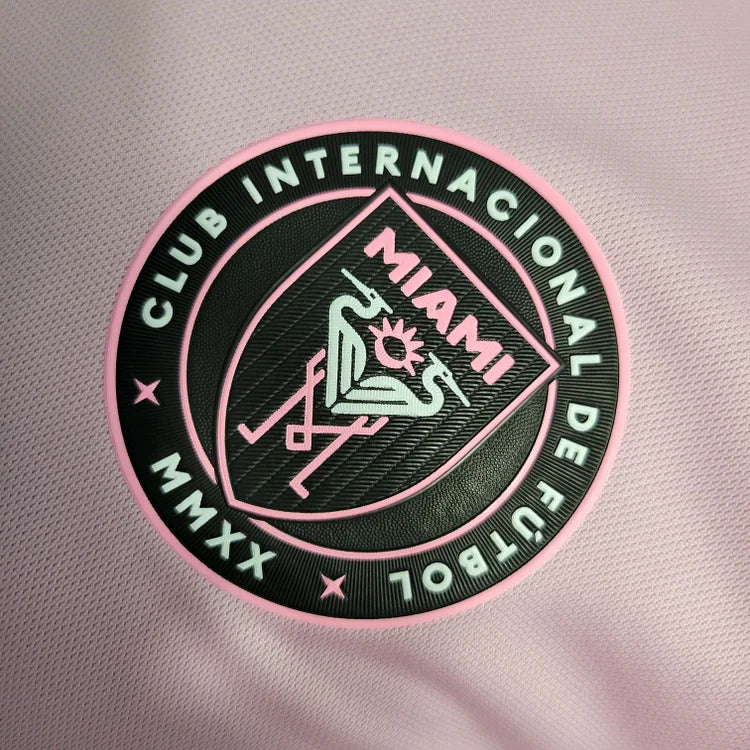 CLUB INTERNACIONAL DE FÚTBOL
MIAMI
MMXX